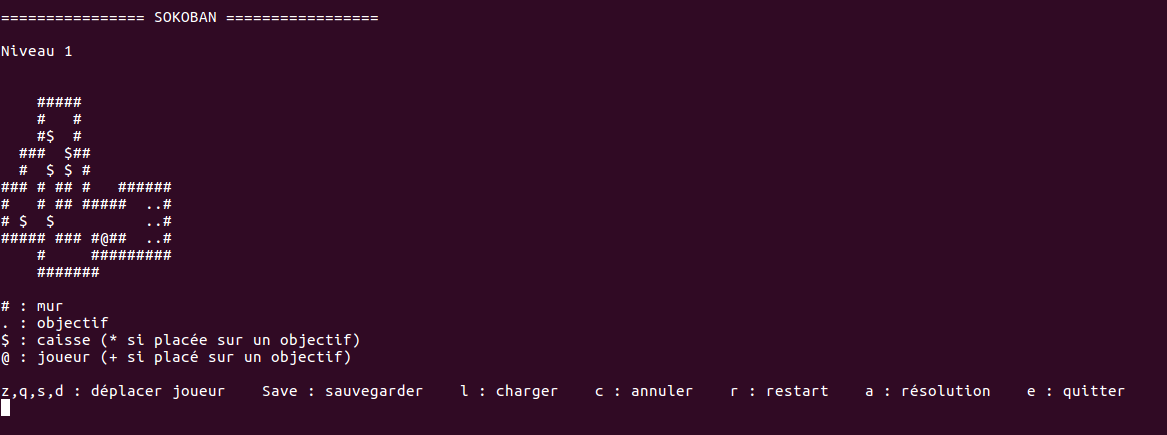 ================ SOKOBAN =================
Niveau 1
    #####
    #   #
    #$  #
  ###  $##
  #  $ $ #
### # ## #   ######
#   # ## #####  ..#
# $  $          ..#
##### ### #@##  ..#
    #     #########
    #######
# : mur
. : objectif
$ : caisse (* si placée sur un objectif)
@ : joueur (+ si placé sur un objectif)
z,q,s,d : déplacer joueur    Save : sauvegarder    l : charger    c : annuler    r : restart    a : résolution    e : quitter